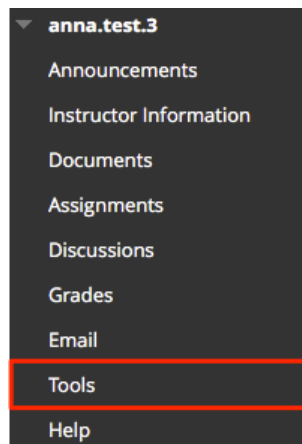 anna.test.3
Announcements
Instructor Information
Documents
Assignments
Discussions
Grades
Email
Tools
Help